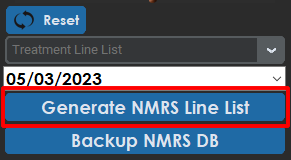 Reset
Treatment Line List
05/03/2023
Generate NMRS Line List
Backup NMRS DB